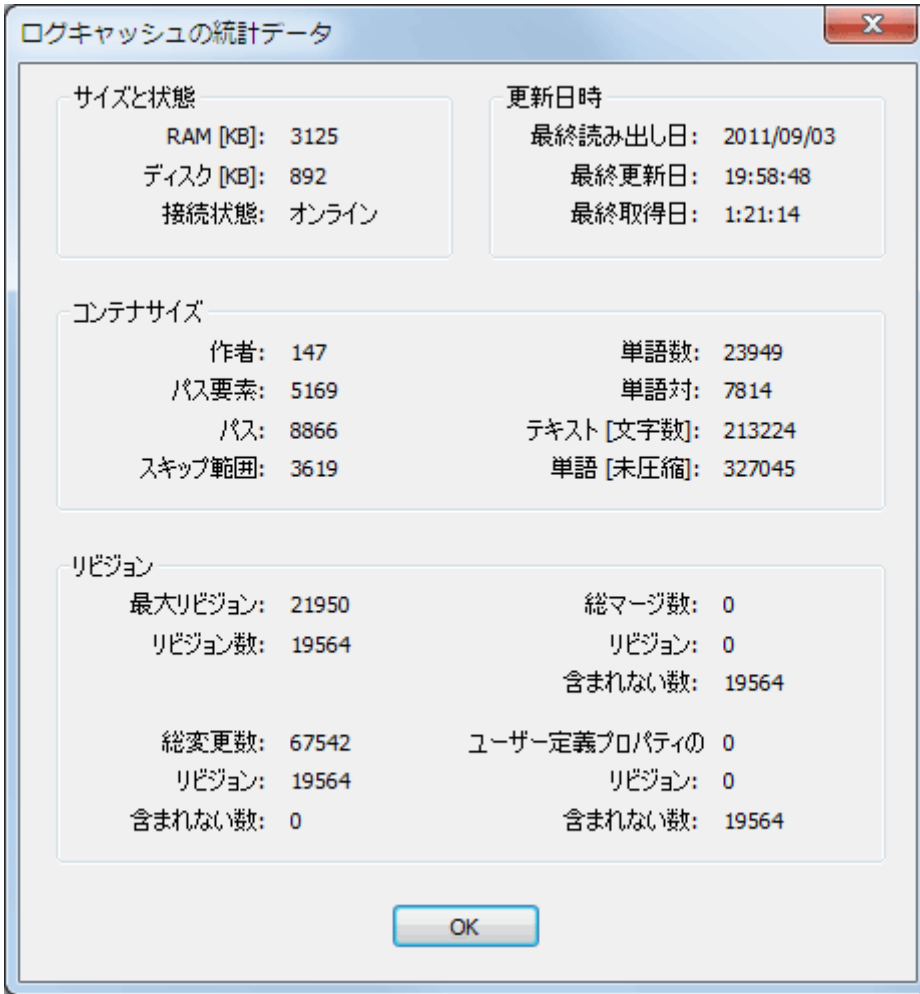 ログキャッシュの統計データ
サイズと状態
RAM [KB]: 3125
ディスク [KB]: 892
接続状態: オンライン
更新日時
最終読み出し日: 2011/09/03
最終更新日: 19:58:48
最終取得日: 1:21:14
コンテナサイズ
作者: 147
パス要素: 5169
パス: 8866
スキップ範囲: 3619
単語数: 23949
単語対: 7814
テキスト [文字数]: 213224
単語 [未圧縮]: 327045
リビジョン
最大リビジョン: 21950
リビジョン数: 19564
総マージ数: 0
リビジョン: 0
含まれない数: 19564
総変更数: 67542
リビジョン: 19564
含まれない数: 0
ユーザー定義プロパティの 0
リビジョン: 0
含まれない数: 19564
OK